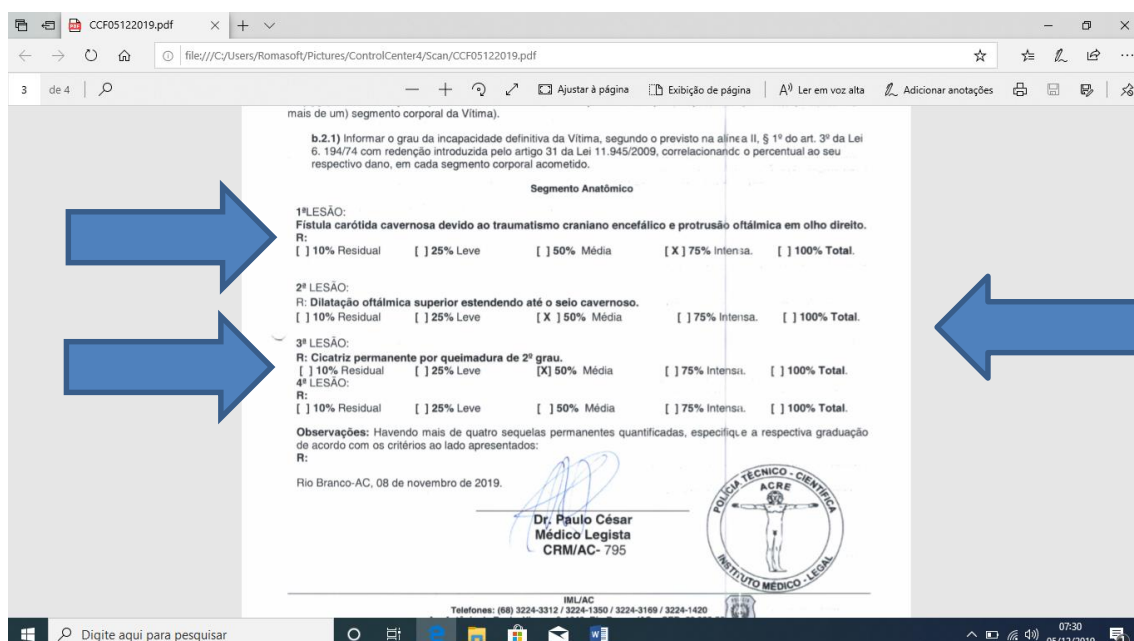 CCF05122019.pdf
file:///C:/Users/Romasoft/Pictures/ControlCenter4/Scan/CCF05122019.pdf
3 de 4
Ajustar à página
Exibição de página
Ler em voz alta
Adicionar anotações
mais de um) segmento corporal da Vítima).
b.2.1) Informar o grau da incapacidade definitiva da Vítima, segundo o previsto na alínea II, § 1º do art. 3º da Lei
6. 194/74 com redenção introduzida pelo artigo 31 da Lei 11.945/2009, correlacionando o percentual ao seu
respectivo dano, em cada segmento corporal acometido.
Segmento Anatômico
1ªLESÃO:
Fístula carótida cavernosa devido ao traumatismo craniano encefálico e protrusão oftálmica em olho direito.
R:
[ ] 10% Residual [ ] 25% Leve [ ] 50% Média [ X ] 75% Intensa. [ ] 100% Total.
2ª LESÃO:
R: Dilatação oftálmica superior estendendo até o seio cavernoso.
[ ] 10% Residual [ ] 25% Leve [ X ] 50% Média [ ] 75% Intensa. [ ] 100% Total.
3ª LESÃO:
R: Cicatriz permanente por queimadura de 2º grau.
[ ] 10% Residual [ ] 25% Leve [X] 50% Média [ ] 75% Intensa. [ ] 100% Total.
4ª LESÃO:
R:
[ ] 10% Residual [ ] 25% Leve [ ] 50% Média [ ] 75% Intensa. [ ] 100% Total.
Observações: Havendo mais de quatro sequelas permanentes quantificadas, especifique a respectiva graduação
de acordo com os critérios ao lado apresentados:
R:
Rio Branco-AC, 08 de novembro de 2019.
Dr. Paulo César
Médico Legista
CRM/AC- 795
POLÍCIA TÉCNICO - CIENTÍFICA
ACRE
INSTITUTO MÉDICO - LEGAL
IML/AC
Telefones: (68) 3224-3312 / 3224-1350 / 3224-3169 / 3224-1420
Digite aqui para pesquisar
07:30
05/12/2019